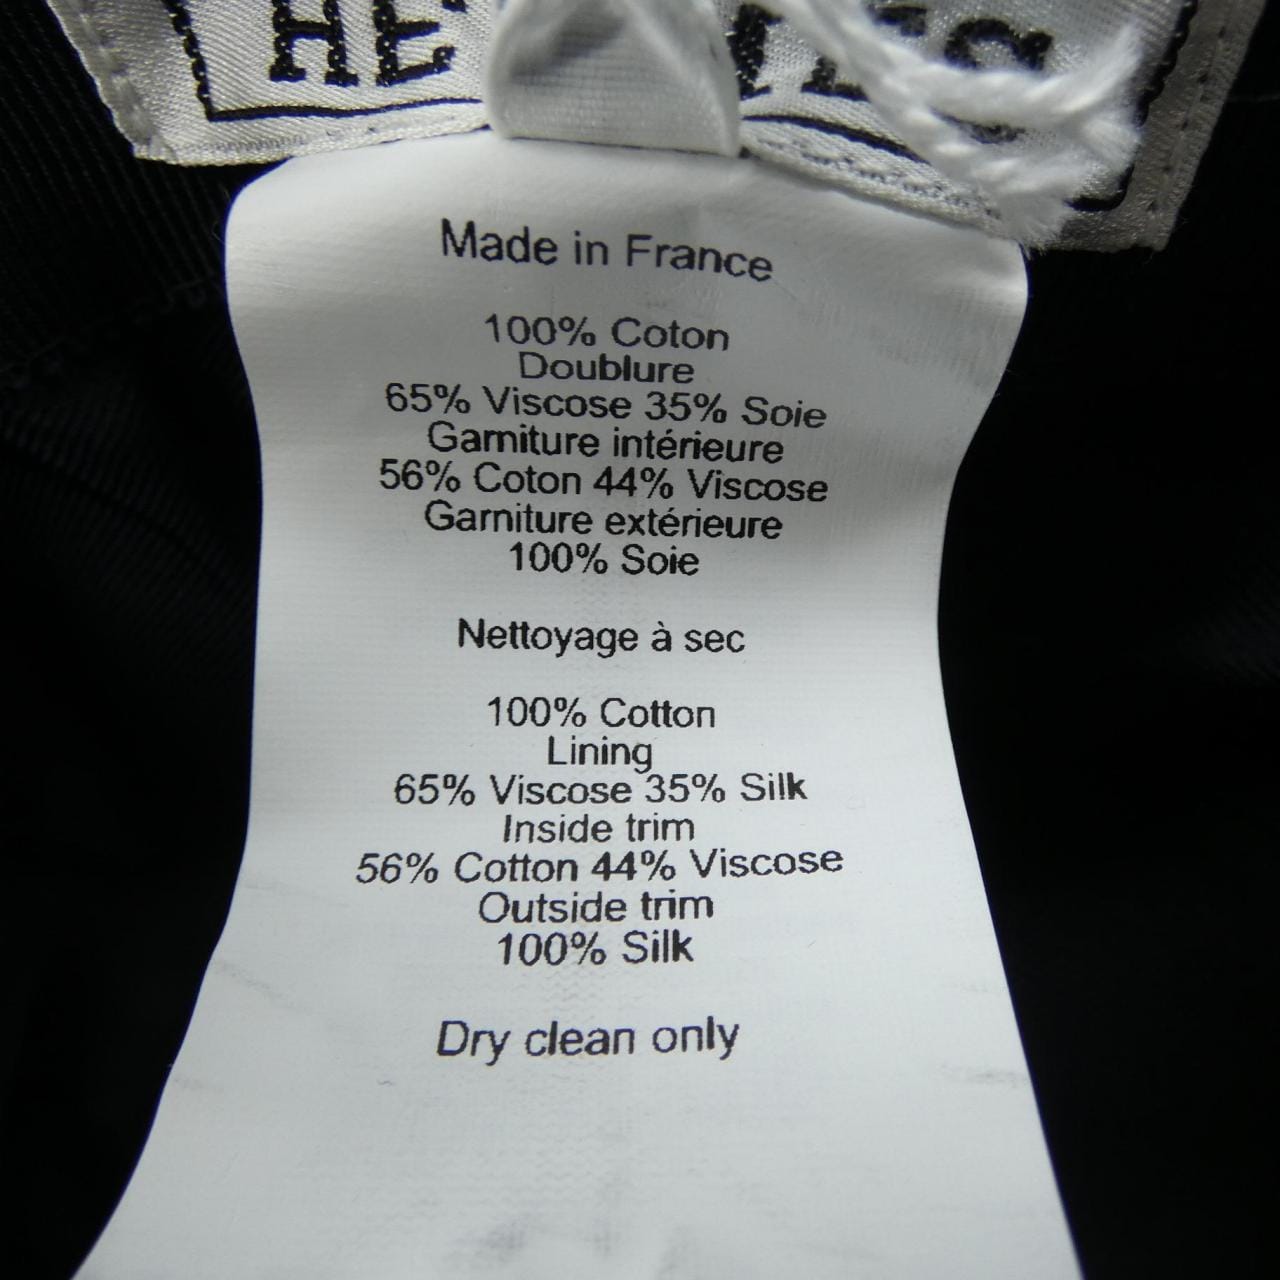 Made in France
100% Coton
Doublure
65% Viscose 35% Soie
Garniture intérieure
56% Coton 44% Viscose
Garniture extérieure
100% Soie
Nettoyage à sec
100% Cotton
Lining
65% Viscose 35% Silk
Inside trim
56% Cotton 44% Viscose
Outside trim
100% Silk
Dry clean only